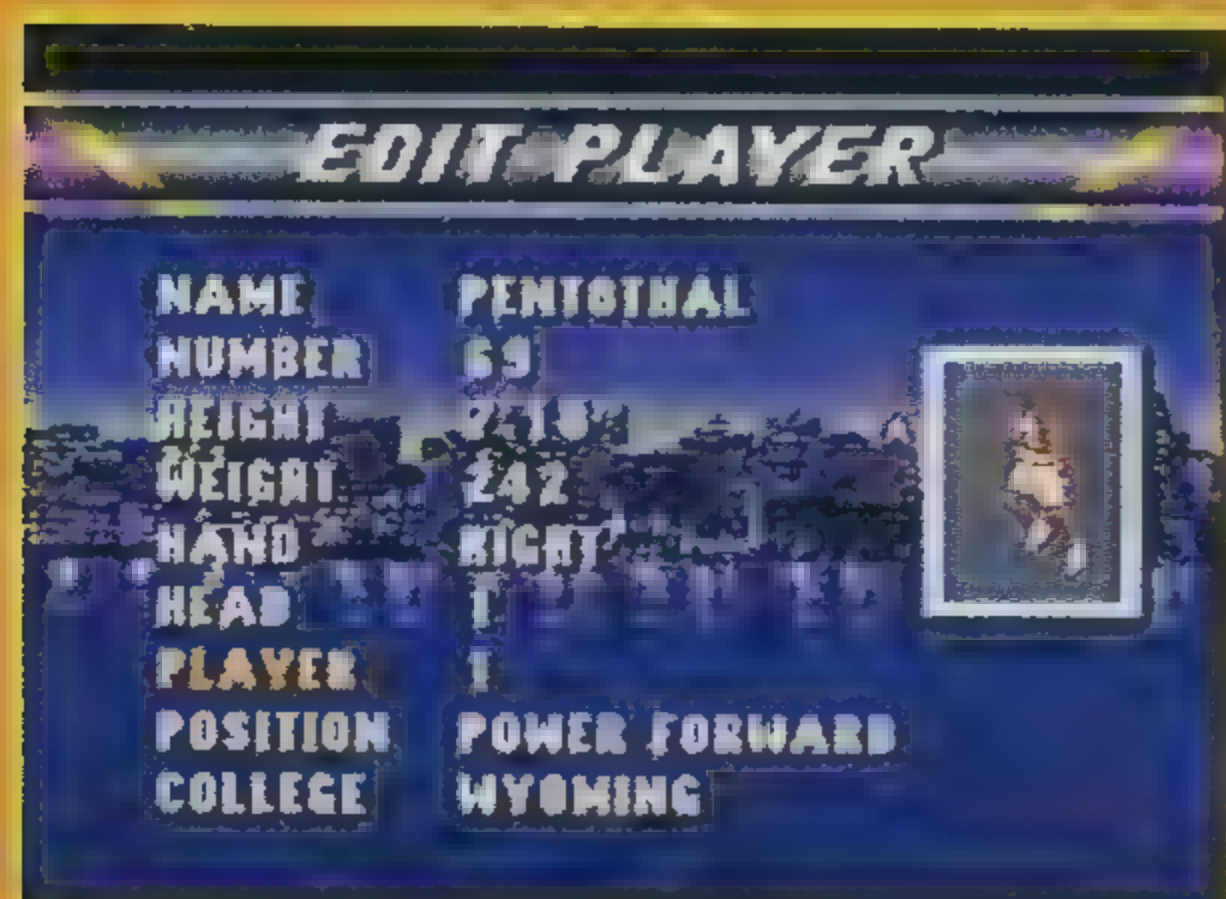 EDIT PLAYER
NAME PENTOTHAL
NUMBER 69
HEIGHT
WEIGHT 242
HAND RIGHT
HEAD 1
PLAYER 1
POSITION POWER FORWARD
COLLEGE WYOMING